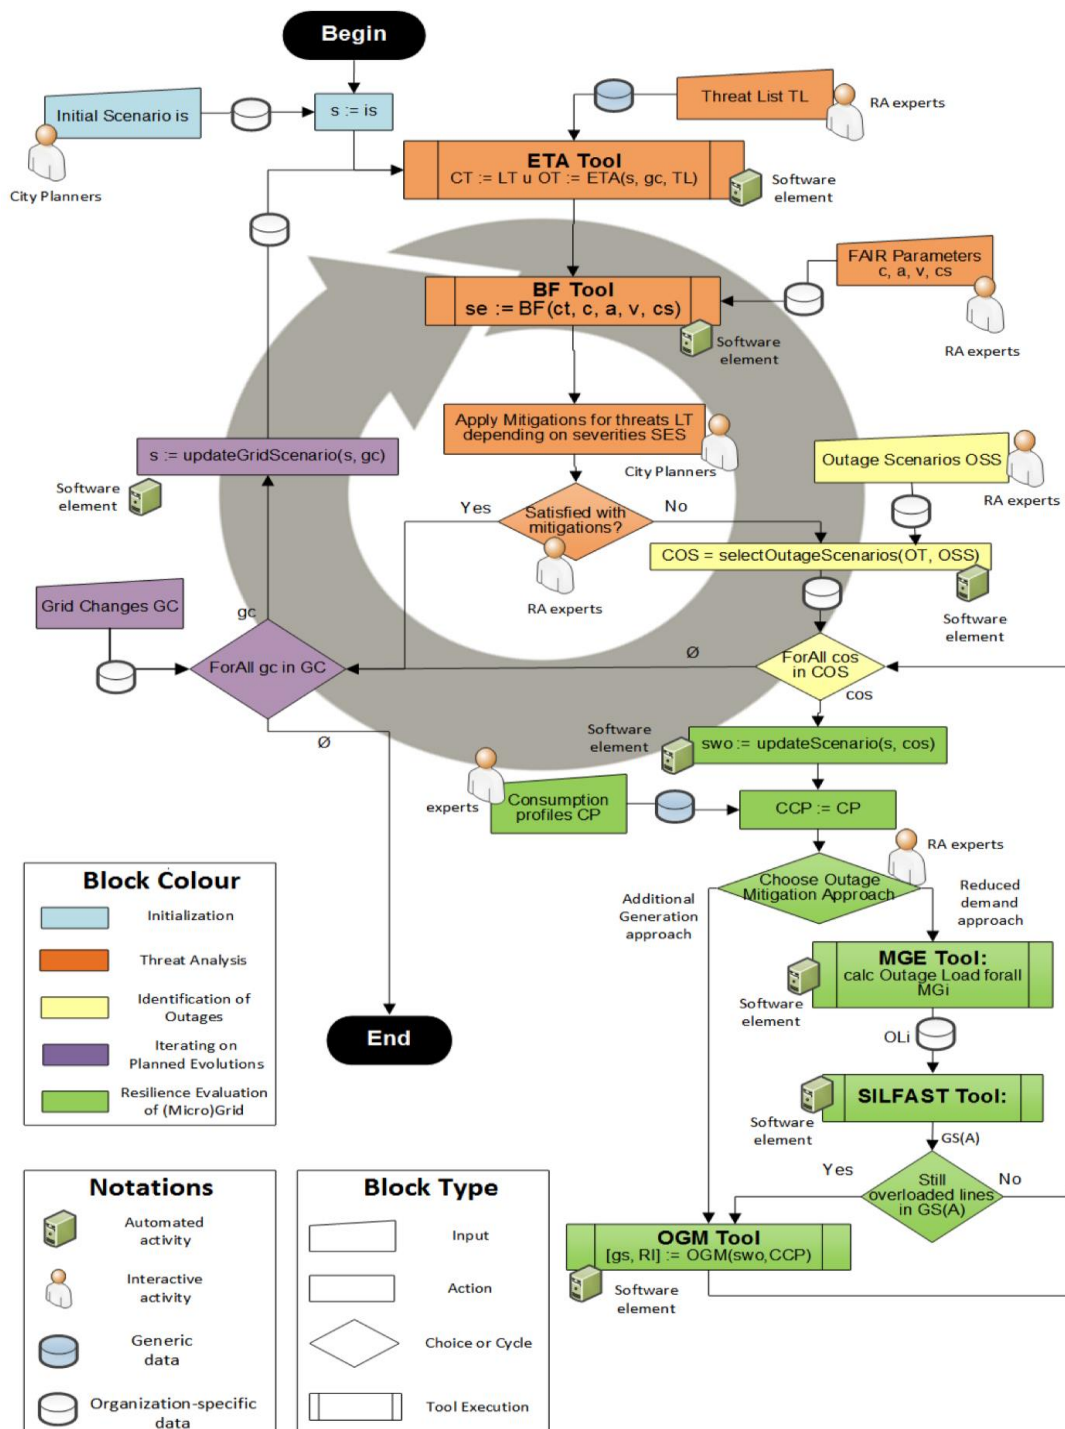 Begin
Initial Scenario is
s := is
Threat List TL
RA experts
City Planners
ETA Tool
CT := LT u OT := ETA(s, gc, TL)
Software
element
FAIR Parameters
c, a, v, cs
BF Tool
se := BF(ct, c, a, v, cs)
Software
element
RA experts
Apply Mitigations for threats LT
depending on severities SES
City Planners
s := updateGridScenario(s, gc)
Software
element
Outage Scenarios OSS
RA experts
Yes
Satisfied with
mitigations?
No
RA experts
COS = selectOutageScenarios(OT, OSS)
Software
element
Grid Changes GC
gc
ForAll gc in GC
Ø
Ø
ForAll cos
in COS
cos
Software
element
swo := updateScenario(s, cos)
experts
Consumption
profiles CP
CCP := CP
RA experts
Choose Outage
Mitigation Approach
Additional
Generation
approach
Reduced
demand
approach
MGE Tool:
calc Outage Load forall
MGi
Software
element
OLi
SILFAST Tool:
Software
element
GS(A)
Yes
Still
overloaded lines
in GS(A)
No
OGM Tool
[gs, RI] := OGM(swo,CCP)
Software
element
End
Block Colour
Initialization
Threat Analysis
Identification of
Outages
Iterating on
Planned Evolutions
Resilience Evaluation
of (Micro)Grid
Notations
Automated
activity
Interactive
activity
Generic
data
Organization-specific
data
Block Type
Input
Action
Choice or Cycle
Tool Execution